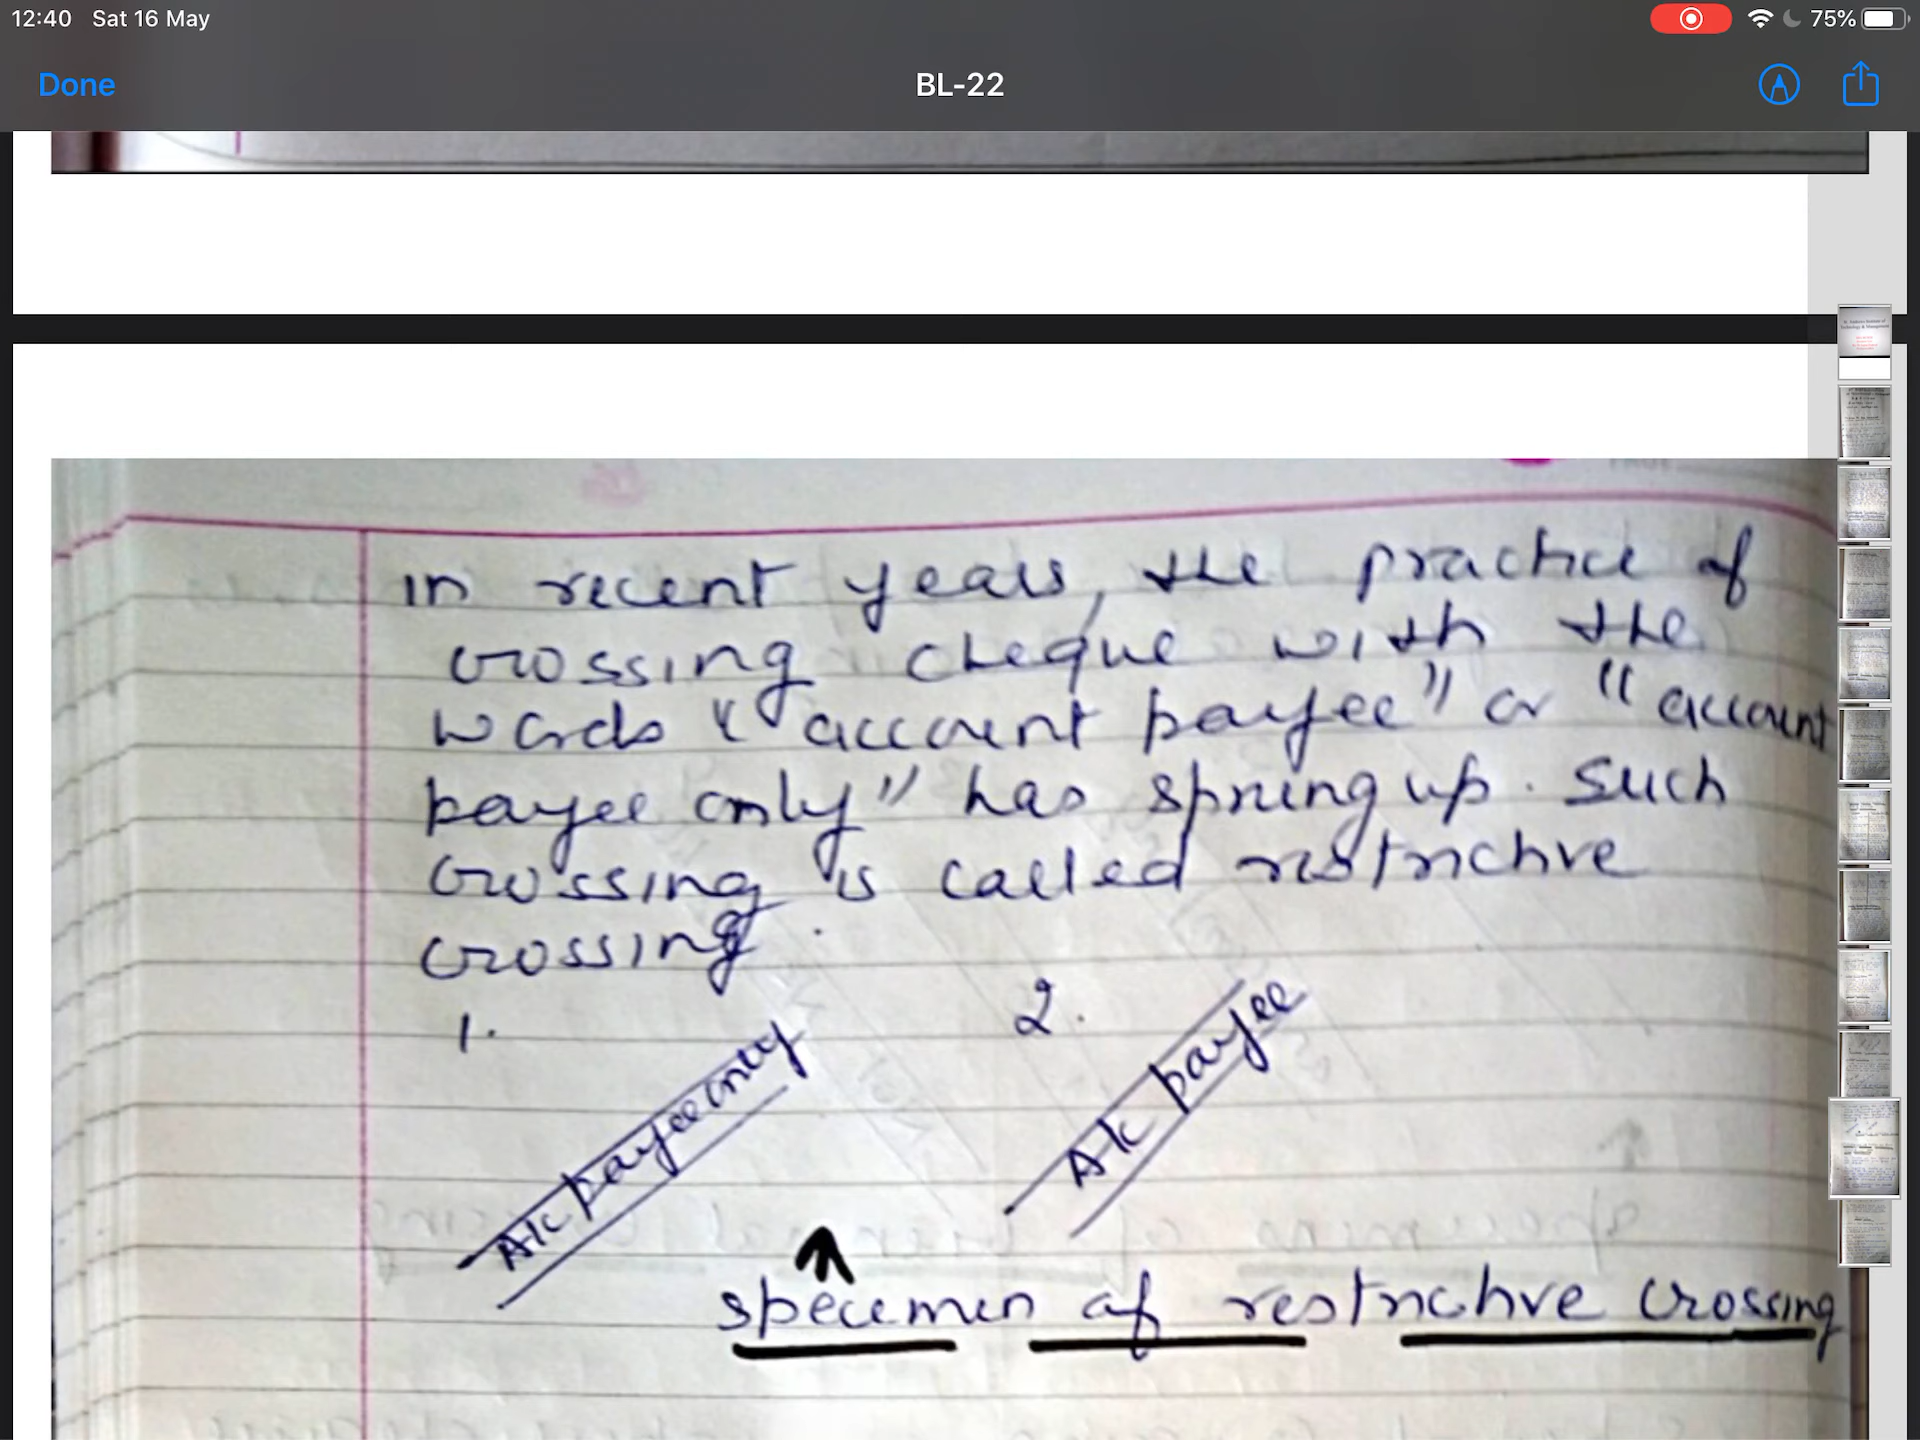 12:40 Sat 16 May
75%
Done
BL-22
In recent years, the practice of
crossing cheque with the
words " account payee" or "account
payee only" has spring up. Such
crossing is called restrictive
crossing.
1.
2.
A/c payee only
A/c payee
specimen of restrictive crossing